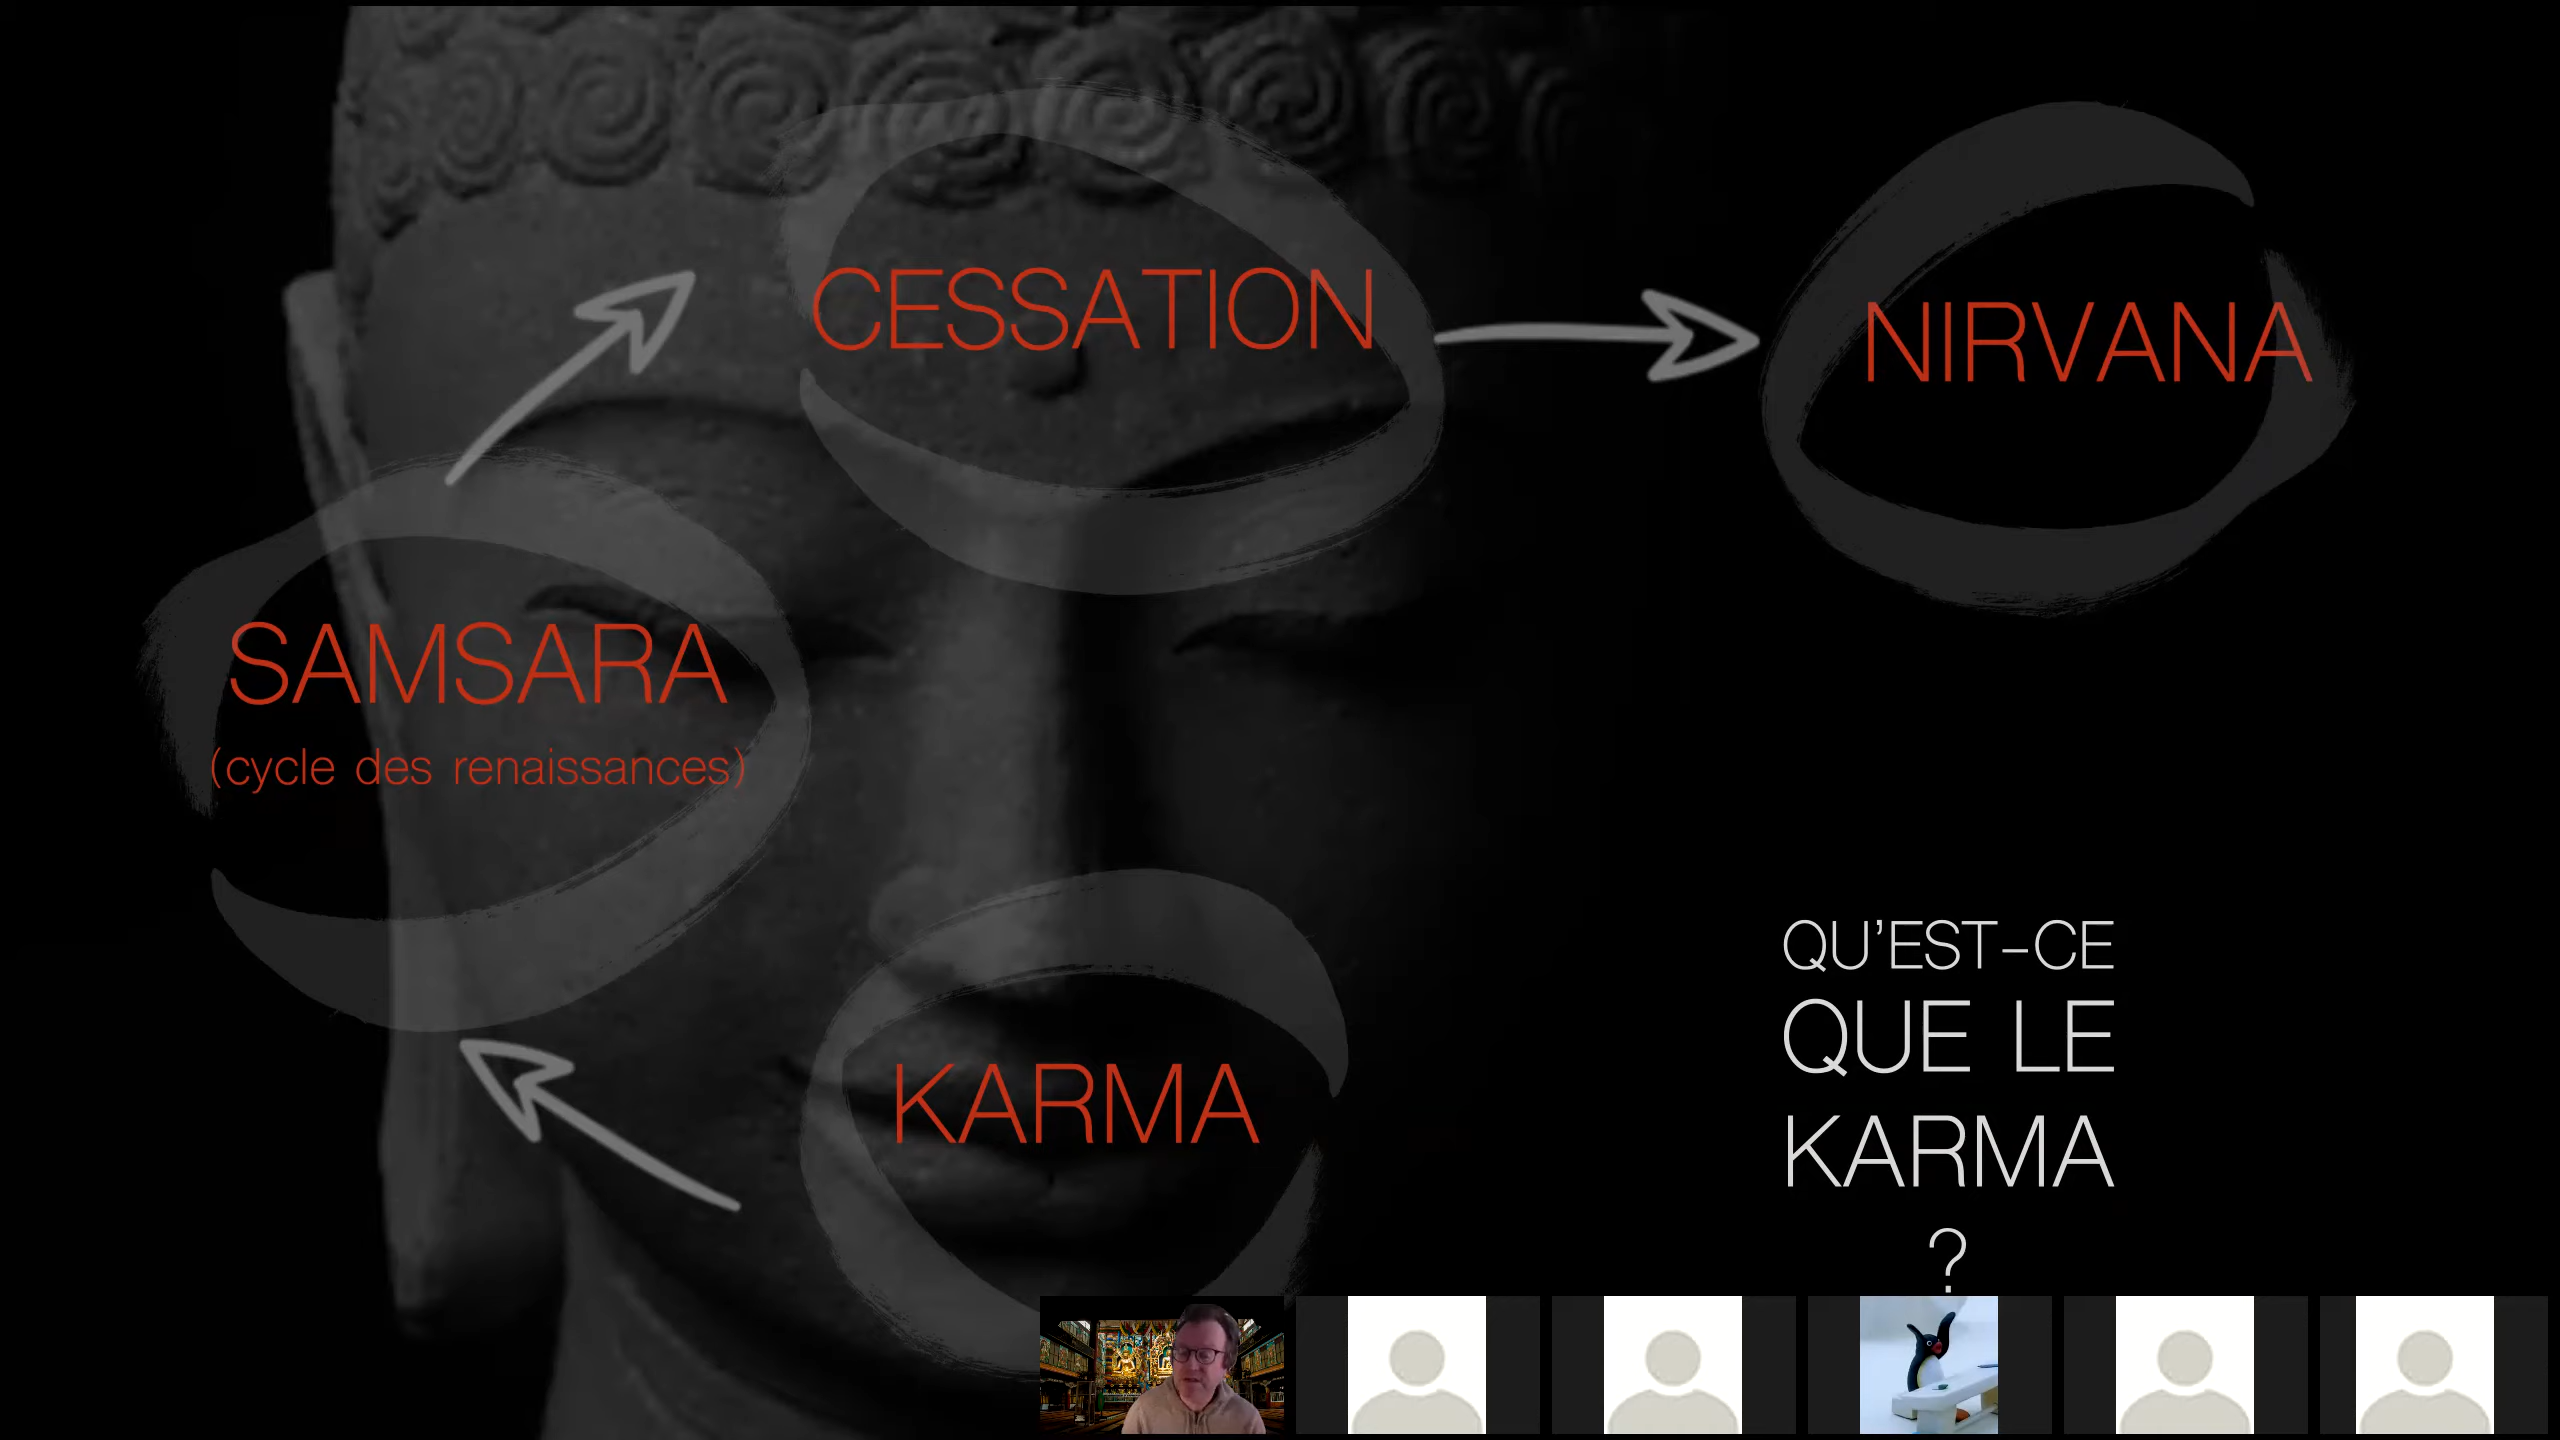 CESSATION
NIRVANA
SAMSARA
(cycle des renaissances)
KARMA
QU’EST-CE
QUE LE
KARMA
?